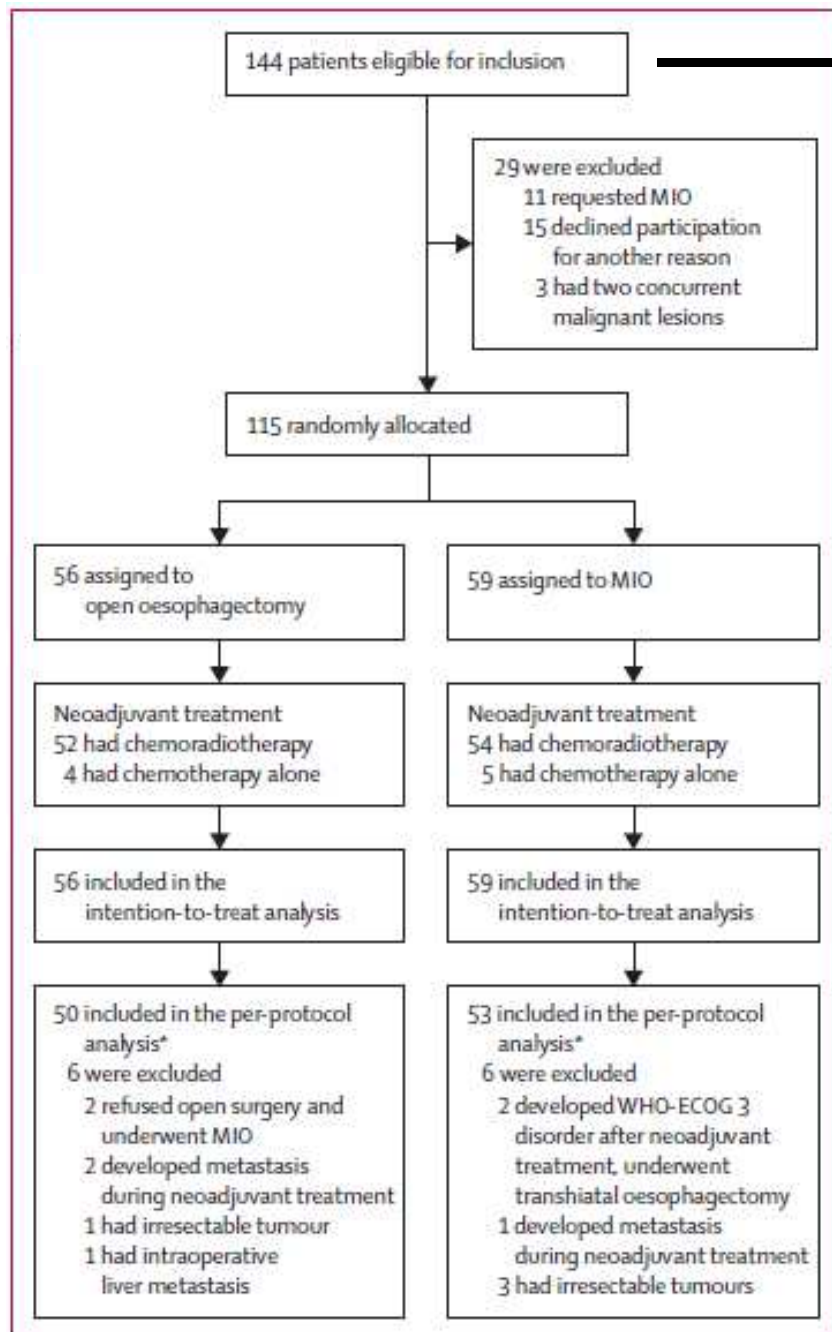 144 patients eligible for inclusion
29 were excluded
11 requested MIO
15 declined participation
for another reason
3 had two concurrent
malignant lesions
115 randomly allocated
56 assigned to
open oesophagectomy
59 assigned to MIO
Neoadjuvant treatment
52 had chemoradiotherapy
4 had chemotherapy alone
Neoadjuvant treatment
54 had chemoradiotherapy
5 had chemotherapy alone
56 included in the
intention-to-treat analysis
59 included in the
intention-to-treat analysis
50 included in the per-protocol
analysis*
6 were excluded
2 refused open surgery and
underwent MIO
2 developed metastasis
during neoadjuvant treatment
1 had irresectable tumour
1 had intraoperative
liver metastasis
53 included in the per-protocol
analysis*
6 were excluded
2 developed WHO-ECOG 3
disorder after neoadjuvant
treatment, underwent
transhiatal oesophagectomy
1 developed metastasis
during neoadjuvant treatment
3 had irresectable tumours